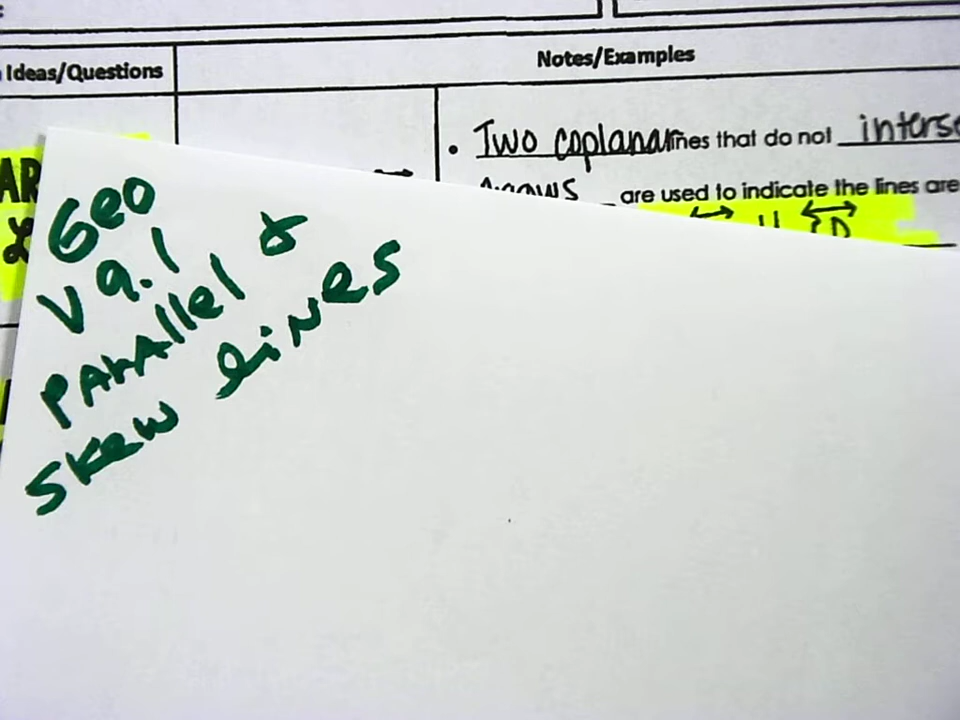 Ideas/Questions
Notes/Examples
• Two coplanar lines that do not
Arrows are used to indicate the lines are
Geo
V 9.1
Parallel &
Skew lines